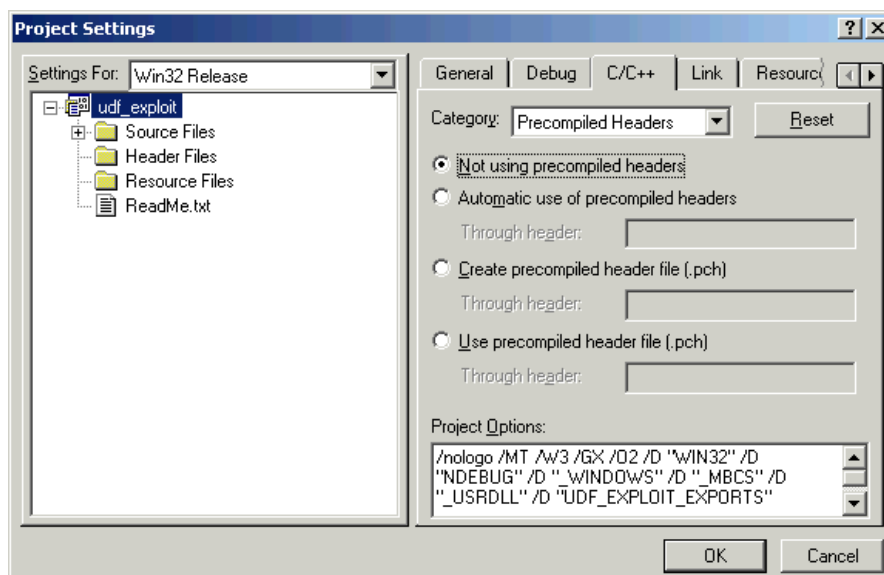 Project Settings
Settings For: Win32 Release
udf_exploit
Source Files
Header Files
Resource Files
ReadMe.txt
General Debug C/C++ Link Resourc
Category: Precompiled Headers Reset
Not using precompiled headers
Automatic use of precompiled headers
Through header:
Create precompiled header file (.pch)
Through header:
Use precompiled header file (.pch)
Through header:
Project Options:
/nologo /MT /W3 /GX /O2 /D "WIN32" /D
"NDEBUG" /D "_WINDOWS" /D "_MBCS" /D
"_USRDLL" /D "UDF_EXPLOIT_EXPORTS"
OK Cancel